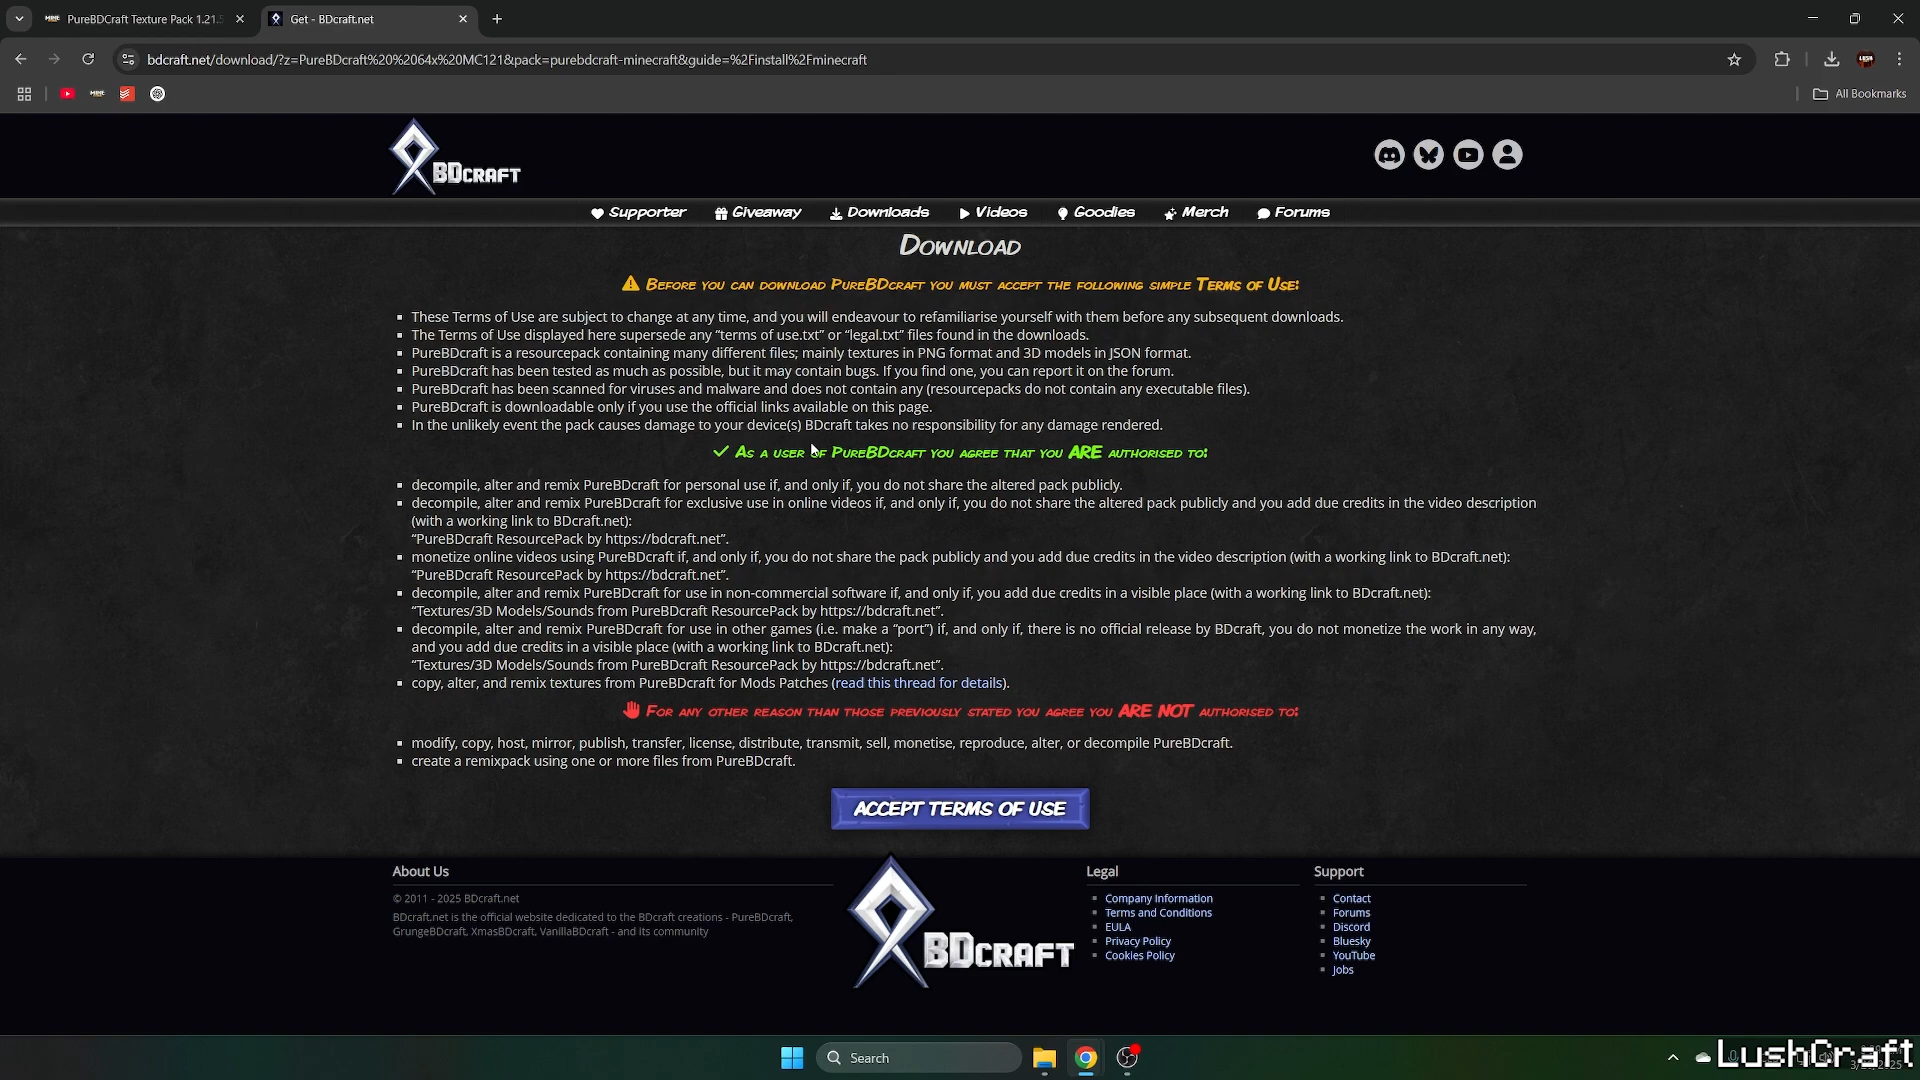 PureBDCraft Texture Pack 1.21.5
Get - BDcraft.net
bdcraft.net/download/?z=PureBDcraft%20%2064x%20MC121&pack=purebdcraft-minecraft&guide=%2Finstall%2Fminecraft
All Bookmarks
BDcraft
Supporter
Giveaway
Downloads
Videos
Goodies
Merch
Forums
Download
Before you can download PureBDcraft you must accept the following simple Terms of Use:
These Terms of Use are subject to change at any time, and you will endeavour to refamiliarise yourself with them before any subsequent downloads.
The Terms of Use displayed here supersede any “terms of use.txt” or “legal.txt” files found in the downloads.
PureBDcraft is a resourcepack containing many different files; mainly textures in PNG format and 3D models in JSON format.
PureBDcraft has been tested as much as possible, but it may contain bugs. If you find one, you can report it on the forum.
PureBDcraft has been scanned for viruses and malware and does not contain any (resourcepacks do not contain any executable files).
PureBDcraft is downloadable only if you use the official links available on this page.
In the unlikely event the pack causes damage to your device(s) BDcraft takes no responsibility for any damage rendered.
As a user of PureBDcraft you agree that you ARE authorised to:
decompile, alter and remix PureBDcraft for personal use if, and only if, you do not share the altered pack publicly.
decompile, alter and remix PureBDcraft for exclusive use in online videos if, and only if, you do not share the altered pack publicly and you add due credits in the video description
(with a working link to BDcraft.net):
“PureBDcraft ResourcePack by https://bdcraft.net”.
monetize online videos using PureBDcraft if, and only if, you do not share the pack publicly and you add due credits in the video description (with a working link to BDcraft.net):
“PureBDcraft ResourcePack by https://bdcraft.net”.
decompile, alter and remix PureBDcraft for use in non-commercial software if, and only if, you add due credits in a visible place (with a working link to BDcraft.net):
“Textures/3D Models/Sounds from PureBDcraft ResourcePack by https://bdcraft.net”.
decompile, alter and remix PureBDcraft for use in other games (i.e. make a “port”) if, and only if, there is no official release by BDcraft, you do not monetize the work in any way,
and you add due credits in a visible place (with a working link to BDcraft.net):
“Textures/3D Models/Sounds from PureBDcraft ResourcePack by https://bdcraft.net”.
copy, alter, and remix textures from PureBDcraft for Mods Patches (read this thread for details).
For any other reason than those previously stated you agree you ARE NOT authorised to:
modify, copy, host, mirror, publish, transfer, license, distribute, transmit, sell, monetise, reproduce, alter, or decompile PureBDcraft.
create a remixpack using one or more files from PureBDcraft.
Accept Terms of Use
About Us
© 2011 - 2025 BDcraft.net
BDcraft.net is the official website dedicated to the BDcraft creations - PureBDcraft,
GrungeBDcraft, XmasBDcraft, VanillaBDcraft - and its community
BDcraft
Legal
Company Information
Terms and Conditions
EULA
Privacy Policy
Cookies Policy
Support
Contact
Forums
Discord
Bluesky
YouTube
Jobs
Search
LushCraft